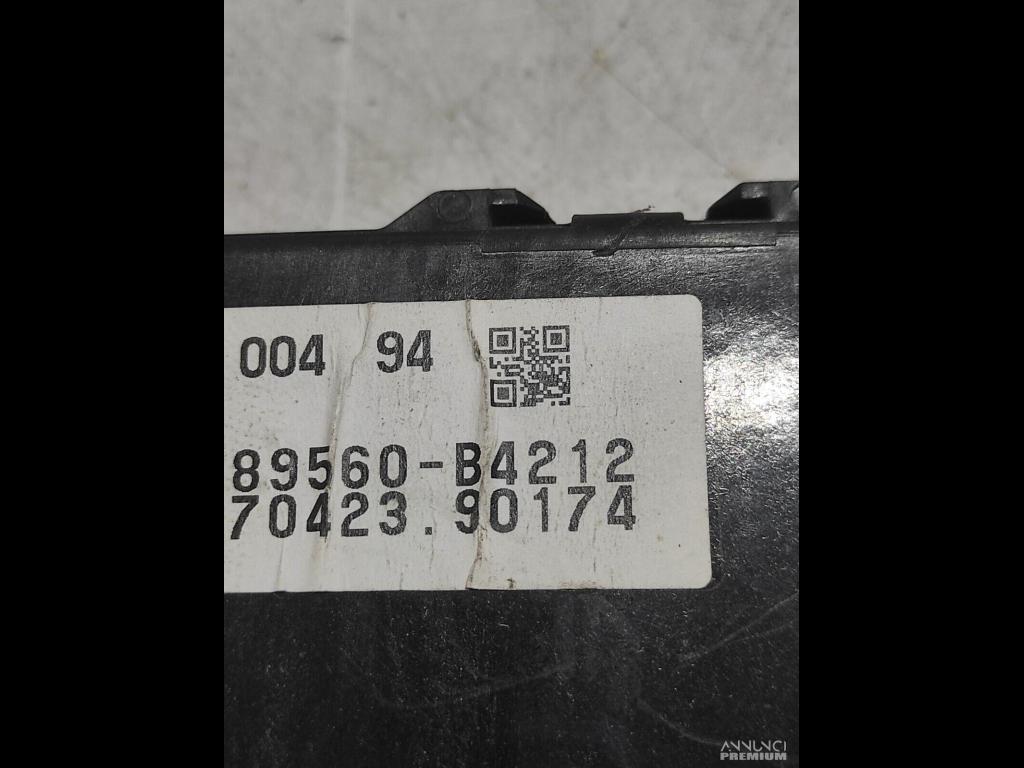 004 94
89560-B4212
70423.90174
ANNUNCI
PREMIUM